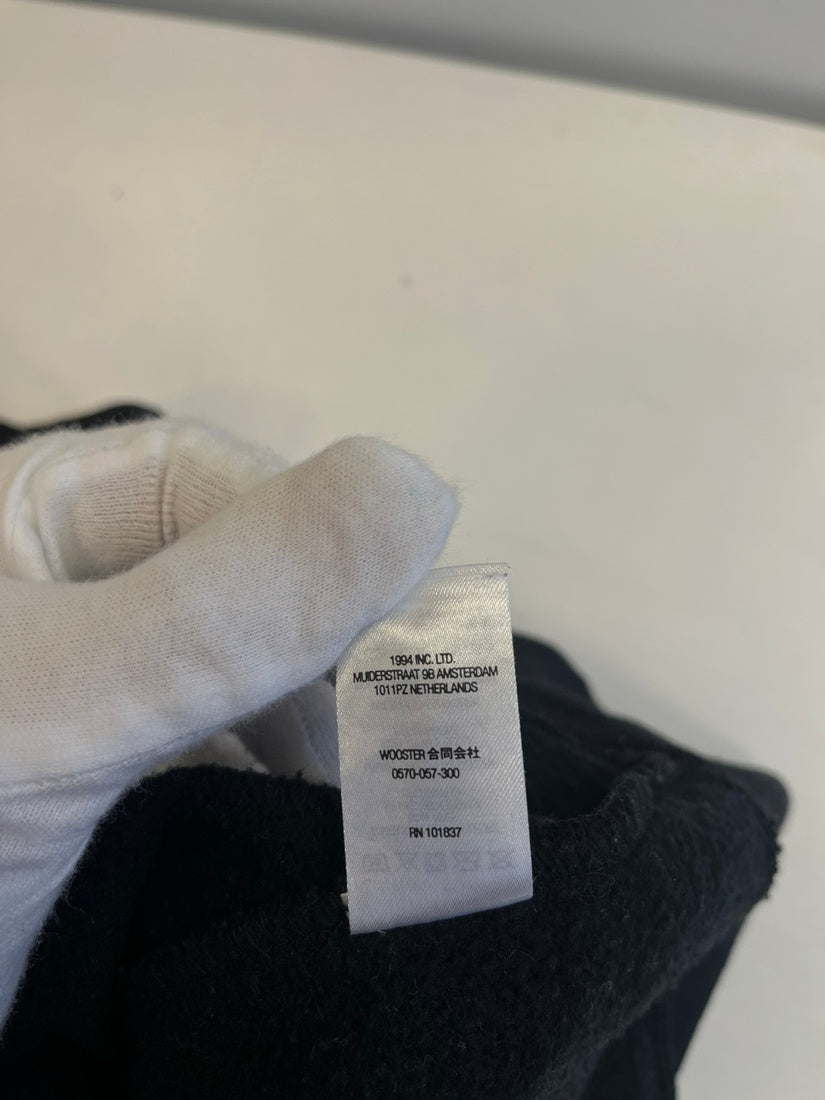 1994 INC. LTD.
MUIDERSTRAAT 9B AMSTERDAM
1011PZ NETHERLANDS
WOOSTER 合同会社
0570-057-300
RN 101837